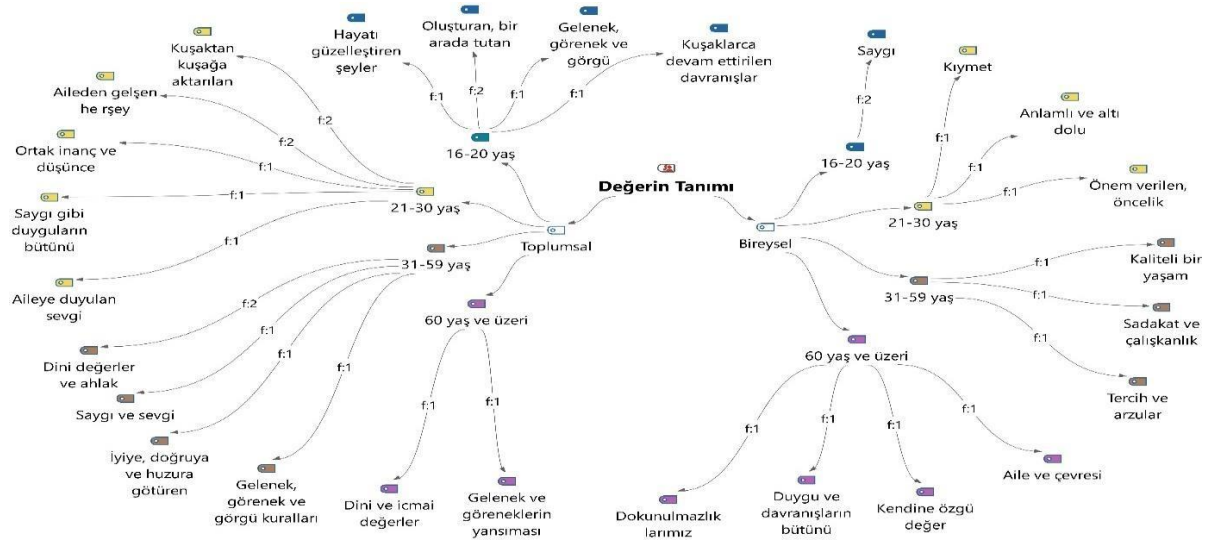 Değerin Tanımı
Toplumsal
16-20 yaş
f:1
Hayatı
güzelleştiren
şeyler
f:2
Oluşturan, bir
arada tutan
f:1
Gelenek,
görenek ve
görgü
f:1
Kuşaklarca
devam ettirilen
davranışlar
21-30 yaş
f:2
Kuşaktan
kuşağa
aktarılan
f:2
Aileden gelşen
he rşey
f:1
Ortak inanç ve
düşünce
f:1
Saygı gibi
duyguların
bütünü
f:1
Aileye duyulan
sevgi
31-59 yaş
f:2
Dini değerler
ve ahlak
f:1
Saygı ve sevgi
f:1
İyiye, doğruya
ve huzura
götüren
f:1
Gelenek,
görenek ve
görgü kuralları
60 yaş ve üzeri
f:1
Dini ve icmai
değerler
f:1
Gelenek ve
göreneklerin
yansıması
Bireysel
16-20 yaş
f:2
Saygı
21-30 yaş
f:1
Kıymet
f:1
Anlamlı ve altı
dolu
f:1
Önem verilen,
öncelik
31-59 yaş
f:1
Kaliteli bir
yaşam
f:1
Sadakat ve
çalışkanlık
f:1
Tercih ve
arzular
60 yaş ve üzeri
f:1
Dokunulmazlık
larımız
f:1
Duygu ve
davranışların
bütünü
f:1
Kendine özgü
değer
f:1
Aile ve çevresi